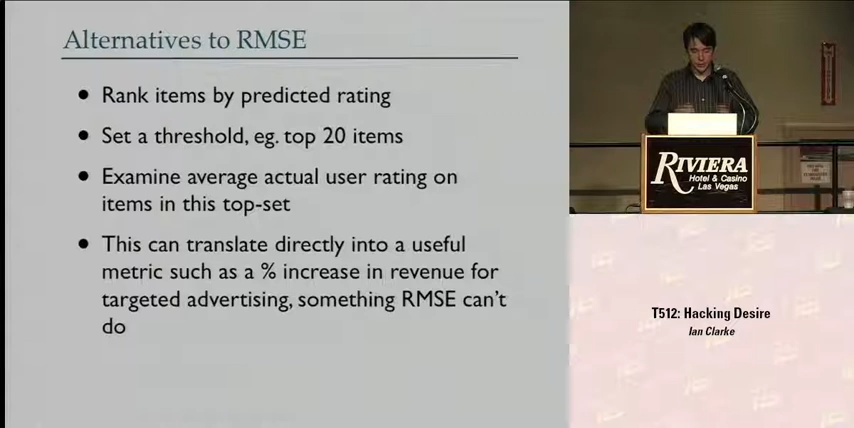 Alternatives to RMSE
• Rank items by predicted rating
• Set a threshold, eg. top 20 items
• Examine average actual user rating on
items in this top-set
• This can translate directly into a useful
metric such as a % increase in revenue for
targeted advertising, something RMSE can't
do
RIVIERA
Hotel & Casino
Las Vegas
T512: Hacking Desire
Ian Clarke